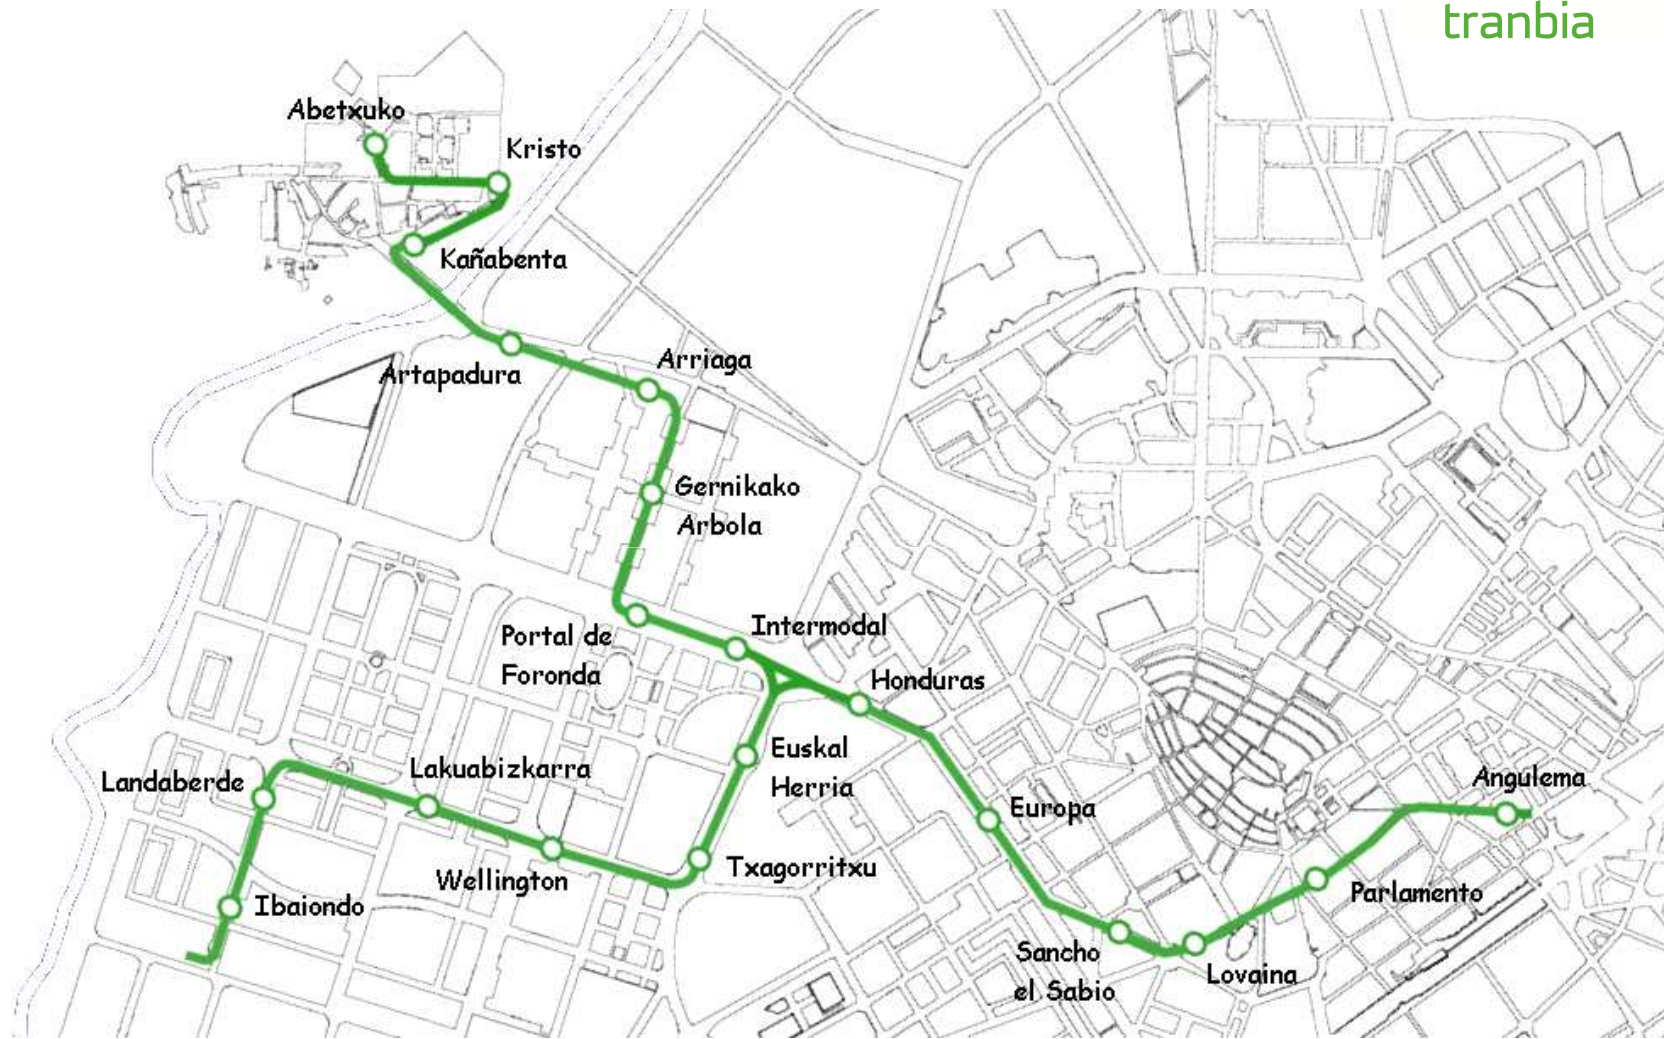 tranbia
Abetxuko
Kristo
Kañabenta
Artapadura
Arriaga
Gernikako
Arbola
Portal de
Foronda
Intermodal
Honduras
Euskal
Herria
Lakuabizkarra
Landaberde
Angulema
Europa
Txagorritxu
Wellington
Ibaiondo
Parlamento
Sancho
el Sabio
Lovaina